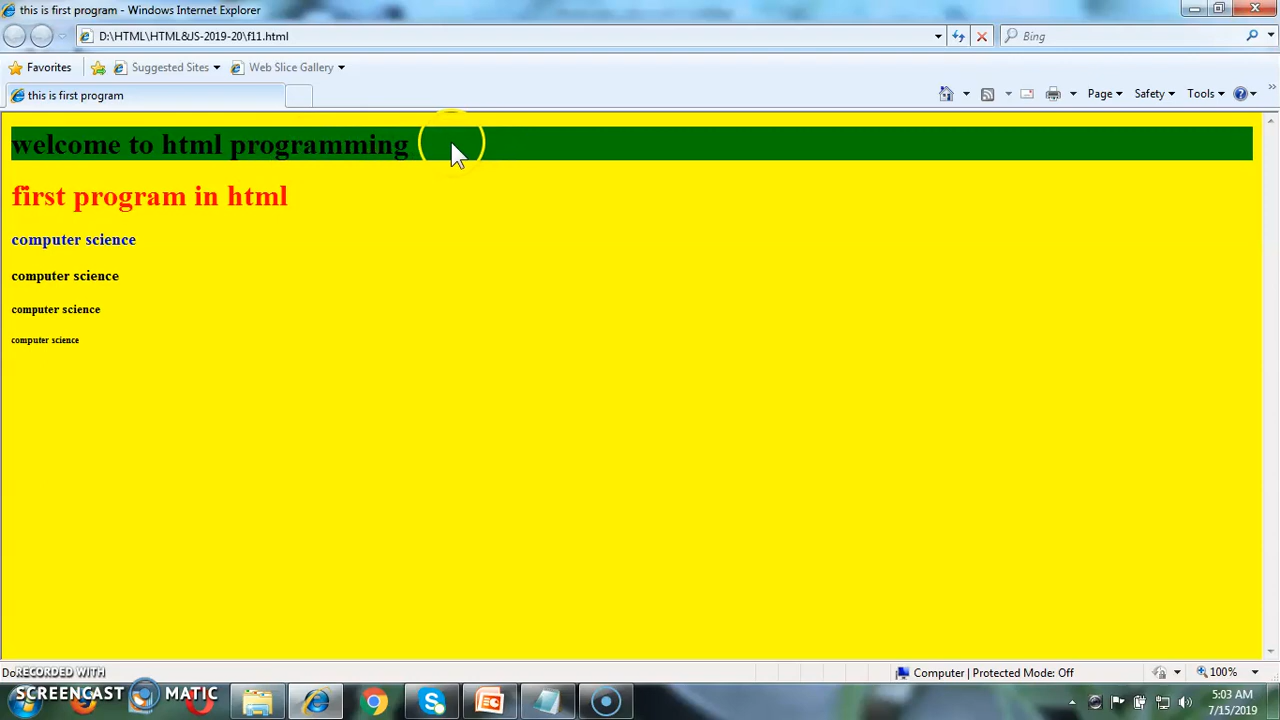 this is first program - Windows Internet Explorer
D:\HTML\HTML&JS-2019-20\f11.html
Bing
Favorites Suggested Sites Web Slice Gallery
this is first program
Page Safety Tools
welcome to html programming
first program in html
computer science
computer science
computer science
computer science
Do
Computer | Protected Mode: Off
100%
RECORDED WITH
SCREENCAST MATIC
5:03 AM
7/15/2019